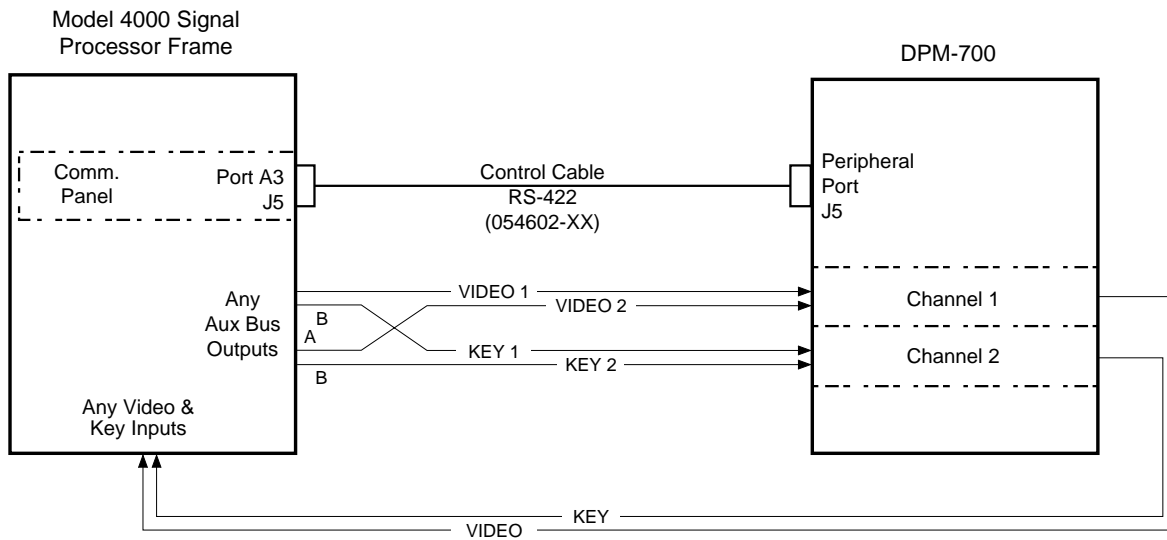 Model 4000 Signal
Processor Frame
DPM-700
Comm.
Panel
Port A3
J5
Control Cable
RS-422
(054602-XX)
Peripheral
Port
J5
Any
Aux Bus
Outputs
VIDEO 1
B
VIDEO 2
A
KEY 1
KEY 2
B
Channel 1
Channel 2
Any Video &
Key Inputs
KEY
VIDEO